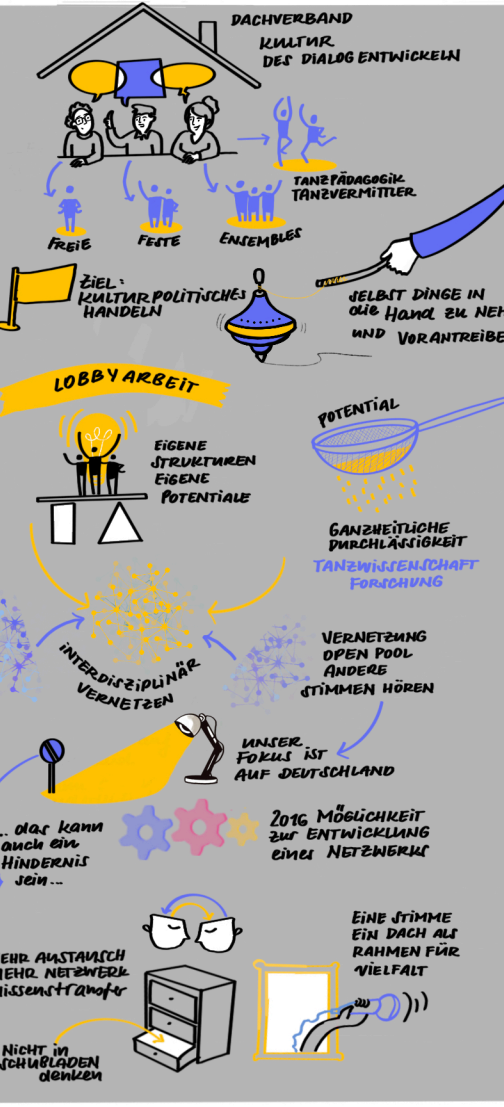 DACHVERBAND
KULTUR
DES DIALOG ENTWICKELN
TANZPÄDAGOGIK
TANZVERMITTLER
FREIE
FESTE
ENSEMBLES
ZIEL:
KULTURPOLITISCHES
HANDELN
SELBST DINGE IN
die Hand zu NEH
UND VORANTREIBE
LOBBYARBEIT
EIGENE
STRUKTUREN
EIGENE
POTENTIALE
POTENTIAL
GANZHEITLICHE
DURCHLÄSSIGKEIT
TANZWISSENSCHAFT
FORSCHUNG
INTERDISZIPLINÄR
VERNETZEN
VERNETZUNG
OPEN POOL
ANDERE
STIMMEN HÖREN
UNSER
FOKUS IST
AUF DEUTSCHLAND
... das kann
auch ein
HINDERNIS
sein...
2016 MÖGLICHKEIT
zur ENTWICKLUNG
eines NETZWERKS
EHR AUSTAUSCH
EHR NETZWERK
issenstransfer
EINE STIMME
EIN DACH ALS
RAHMEN FÜR
VIELFALT
NICHT in
SCHUBLADEN
denken